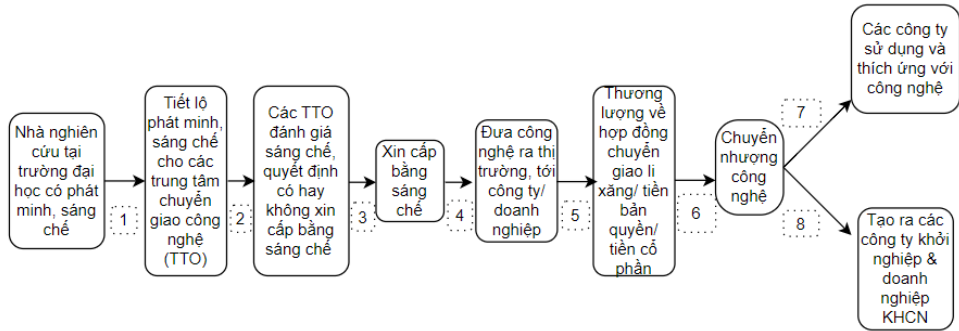 Nhà nghiên
cứu tại
trường đại
học có phát
minh, sáng
chế
1
Tiết lộ
phát minh,
sáng chế
cho các
trung tâm
chuyển
giao công
nghệ
(TTO)
2
Các TTO
đánh giá
sáng chế,
quyết định
có hay
không xin
cấp bằng
sáng chế
3
Xin cấp
bằng
sáng
chế
4
Đưa công
nghệ ra thị
trường, tới
công ty/
doanh
nghiệp
5
Thương
lượng về
hợp đồng
chuyển
giao li
xăng/ tiền
bản
quyền/
tiền cổ
phần
6
Chuyển
nhượng
công
nghệ
7
Các công ty
sử dụng và
thích ứng với
công nghệ
8
Tạo ra các
công ty khởi
nghiệp &
doanh
nghiệp
KHCN